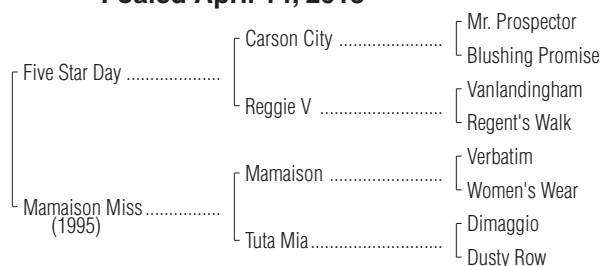 Foaled April
Mr. Prospector
Carson City ......................
Blushing Promise
Five Star Day ....................
Vanlandingham
Reggie V ..........................
Regent's Walk
Verbatim
Mamaison ........................
Women's Wear
Mamaison Miss................
(1995)
Dimaggio
Tuta Mia............................
Dusty Row